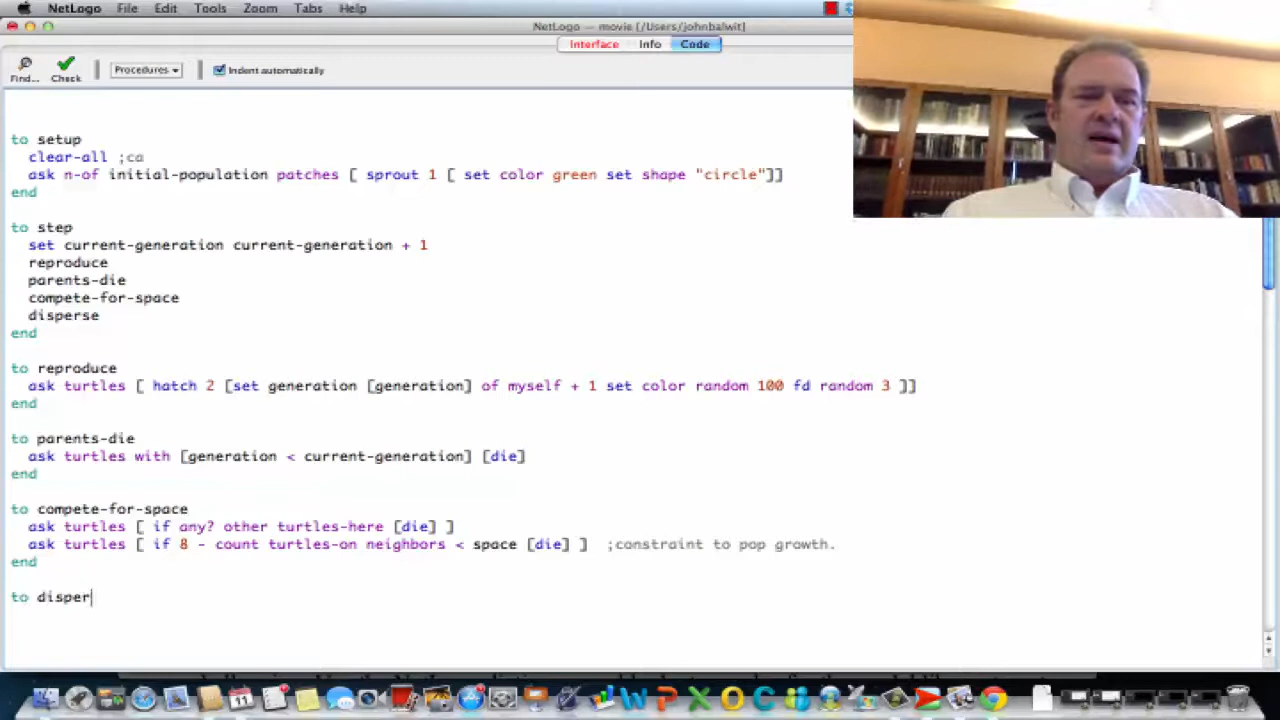 NetLogo File Edit Tools Zoom Tabs Help
NetLogo — movie [/Users/johnbalwit]
Interface Info Code
Find... Check Procedures Indent automatically
to setup
clear-all ;ca
ask n-of initial-population patches [ sprout 1 [ set color green set shape "circle"]]
end
to step
set current-generation current-generation + 1
reproduce
parents-die
compete-for-space
disperse
end
to reproduce
ask turtles [ hatch 2 [set generation [generation] of myself + 1 set color random 100 fd random 3 ]]
end
to parents-die
ask turtles with [generation < current-generation] [die]
end
to compete-for-space
ask turtles [ if any? other turtles-here [die] ]
ask turtles [ if 8 - count turtles-on neighbors < space [die] ] ;constraint to pop growth.
end
to disper